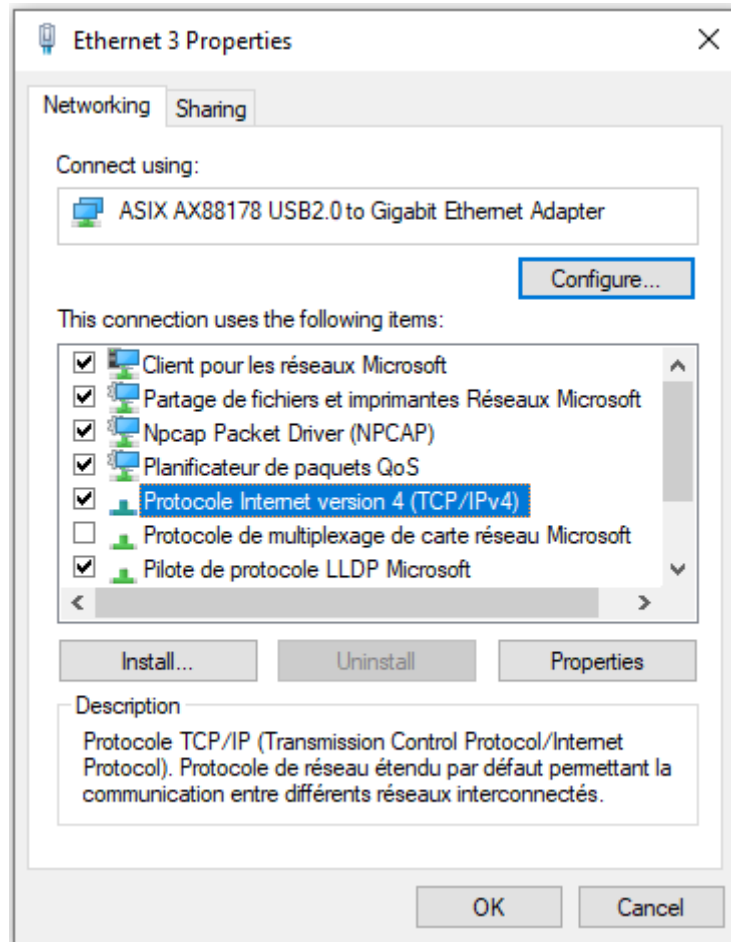 Ethernet 3 Properties
Networking
Sharing
Connect using:
ASIX AX88178 USB2.0 to Gigabit Ethernet Adapter
Configure...
This connection uses the following items:
Client pour les réseaux Microsoft
Partage de fichiers et imprimantes Réseaux Microsoft
Npcap Packet Driver (NPCAP)
Planificateur de paquets QoS
Protocole Internet version 4 (TCP/IPv4)
Protocole de multiplexage de carte réseau Microsoft
Pilote de protocole LLDP Microsoft
Install...
Uninstall
Properties
Description
Protocole TCP/IP (Transmission Control Protocol/Internet
Protocol). Protocole de réseau étendu par défaut permettant la
communication entre différents réseaux interconnectés.
OK
Cancel